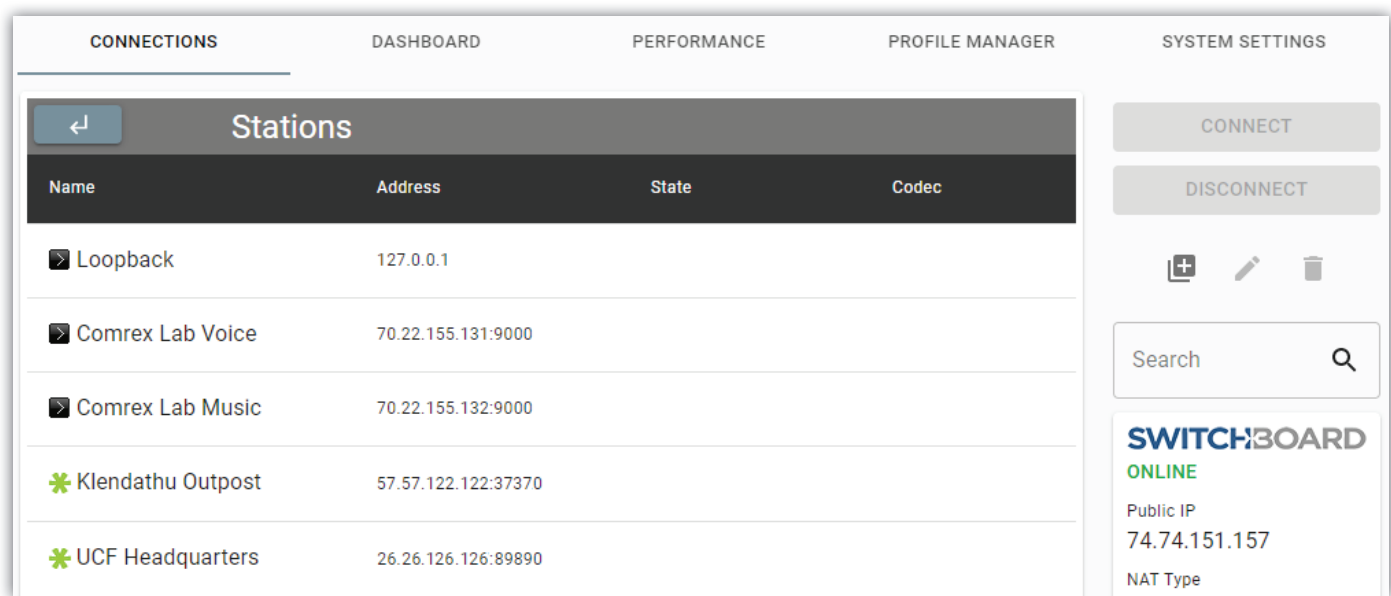 CONNECTIONS DASHBOARD PERFORMANCE PROFILE MANAGER SYSTEM SETTINGS
Stations
Name Address State Codec
Loopback 127.0.0.1
Comrex Lab Voice 70.22.155.131:9000
Comrex Lab Music 70.22.155.132:9000
Klendathu Outpost 57.57.122.122:37370
UCF Headquarters 26.26.126.126:89890
CONNECT
DISCONNECT
Search
SWITCHBOARD
ONLINE
Public IP
74.74.151.157
NAT Type